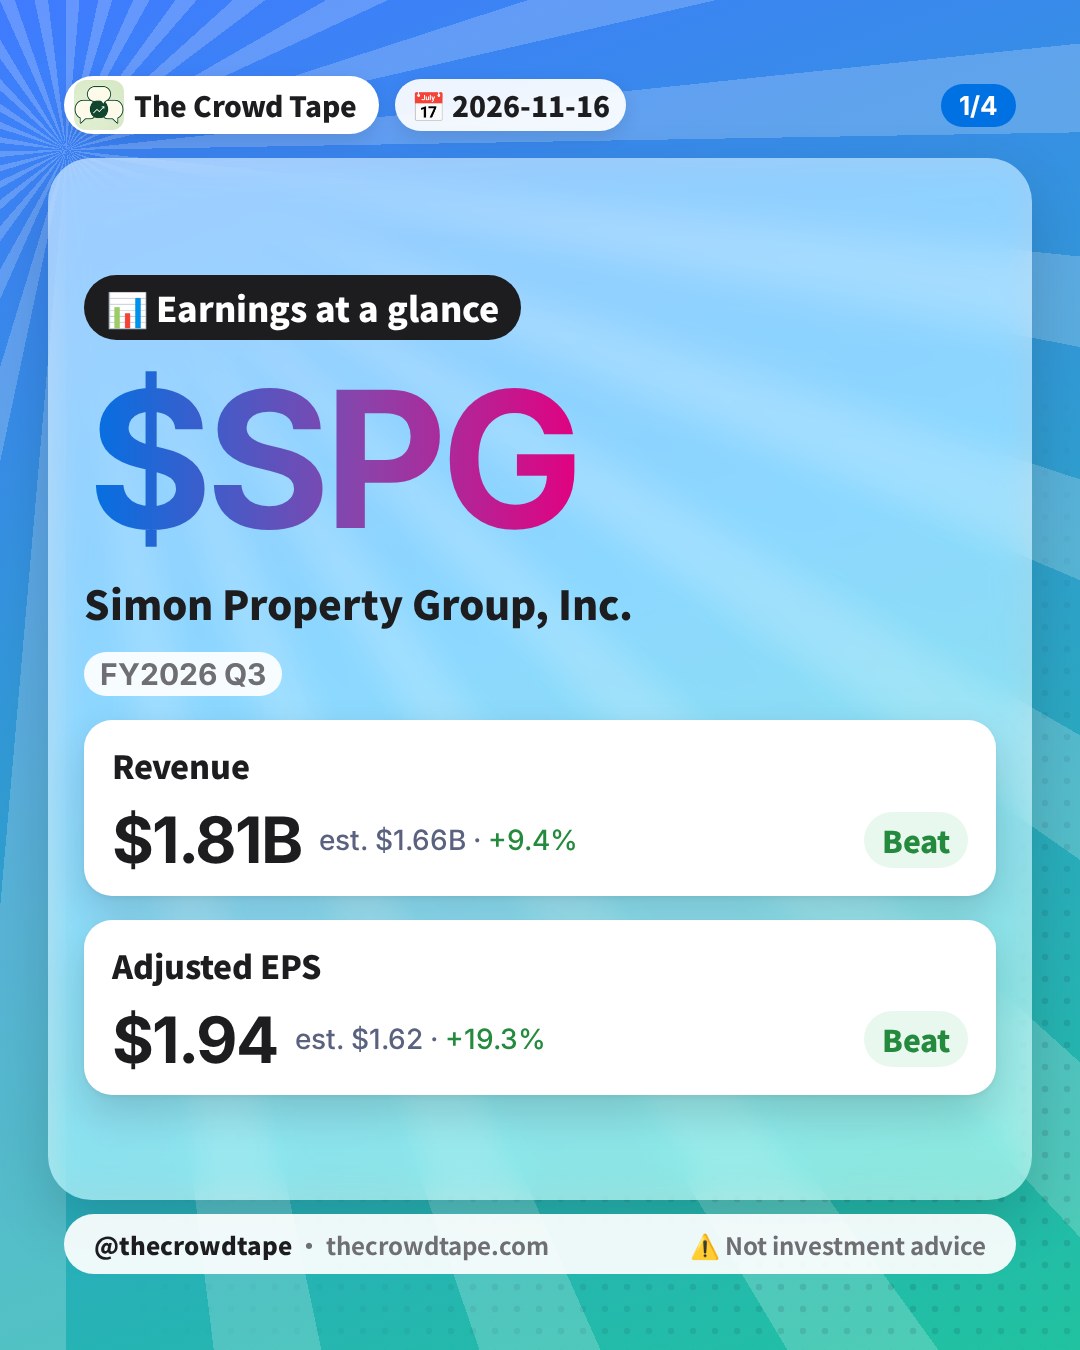 The Crowd Tape
📅 2026-11-16
1/4
📊 Earnings at a glance
$SPG
Simon Property Group, Inc.
FY2026 Q3
Revenue
$1.81B est. $1.66B · +9.4%
Beat
Adjusted EPS
$1.94 est. $1.62 · +19.3%
Beat
@thecrowdtape • thecrowdtape.com
⚠️ Not investment advice